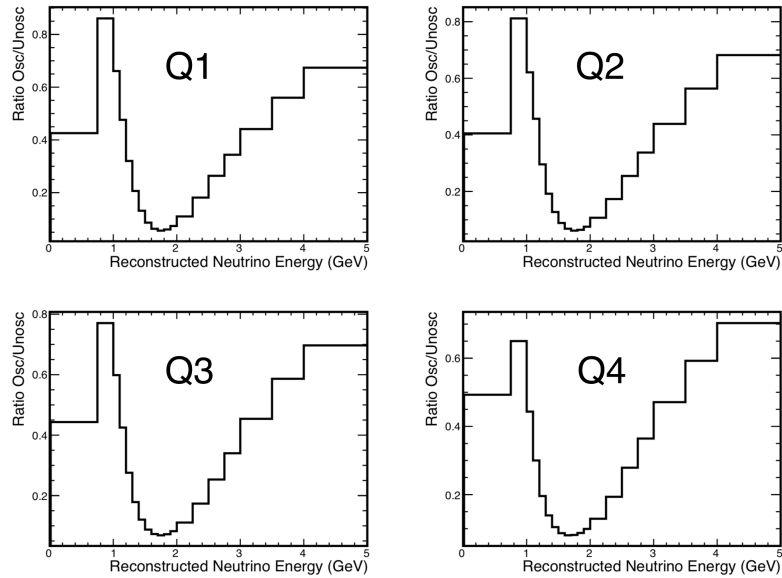 Ratio Osc/Unosc
0.8
0.6
0.4
0.2
Q1
0 1 2 3 4 5
Reconstructed Neutrino Energy (GeV)
Ratio Osc/Unosc
0.8
0.6
0.4
0.2
Q2
0 1 2 3 4 5
Reconstructed Neutrino Energy (GeV)
Ratio Osc/Unosc
0.8
0.6
0.4
0.2
Q3
0 1 2 3 4 5
Reconstructed Neutrino Energy (GeV)
Ratio Osc/Unosc
0.6
0.4
0.2
Q4
0 1 2 3 4 5
Reconstructed Neutrino Energy (GeV)